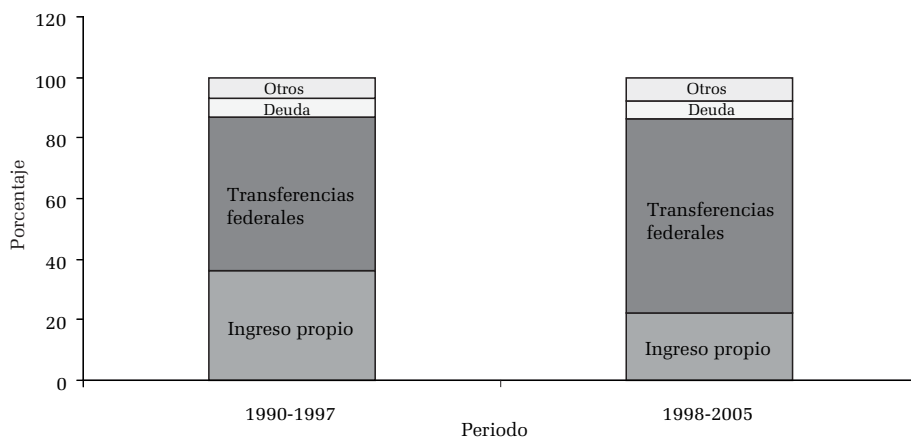 120
100
80
60
40
20
0
Porcentaje
Otros
Deuda
Transferencias
federales
Ingreso propio
Otros
Deuda
Transferencias
federales
Ingreso propio
1990-1997
1998-2005
Periodo